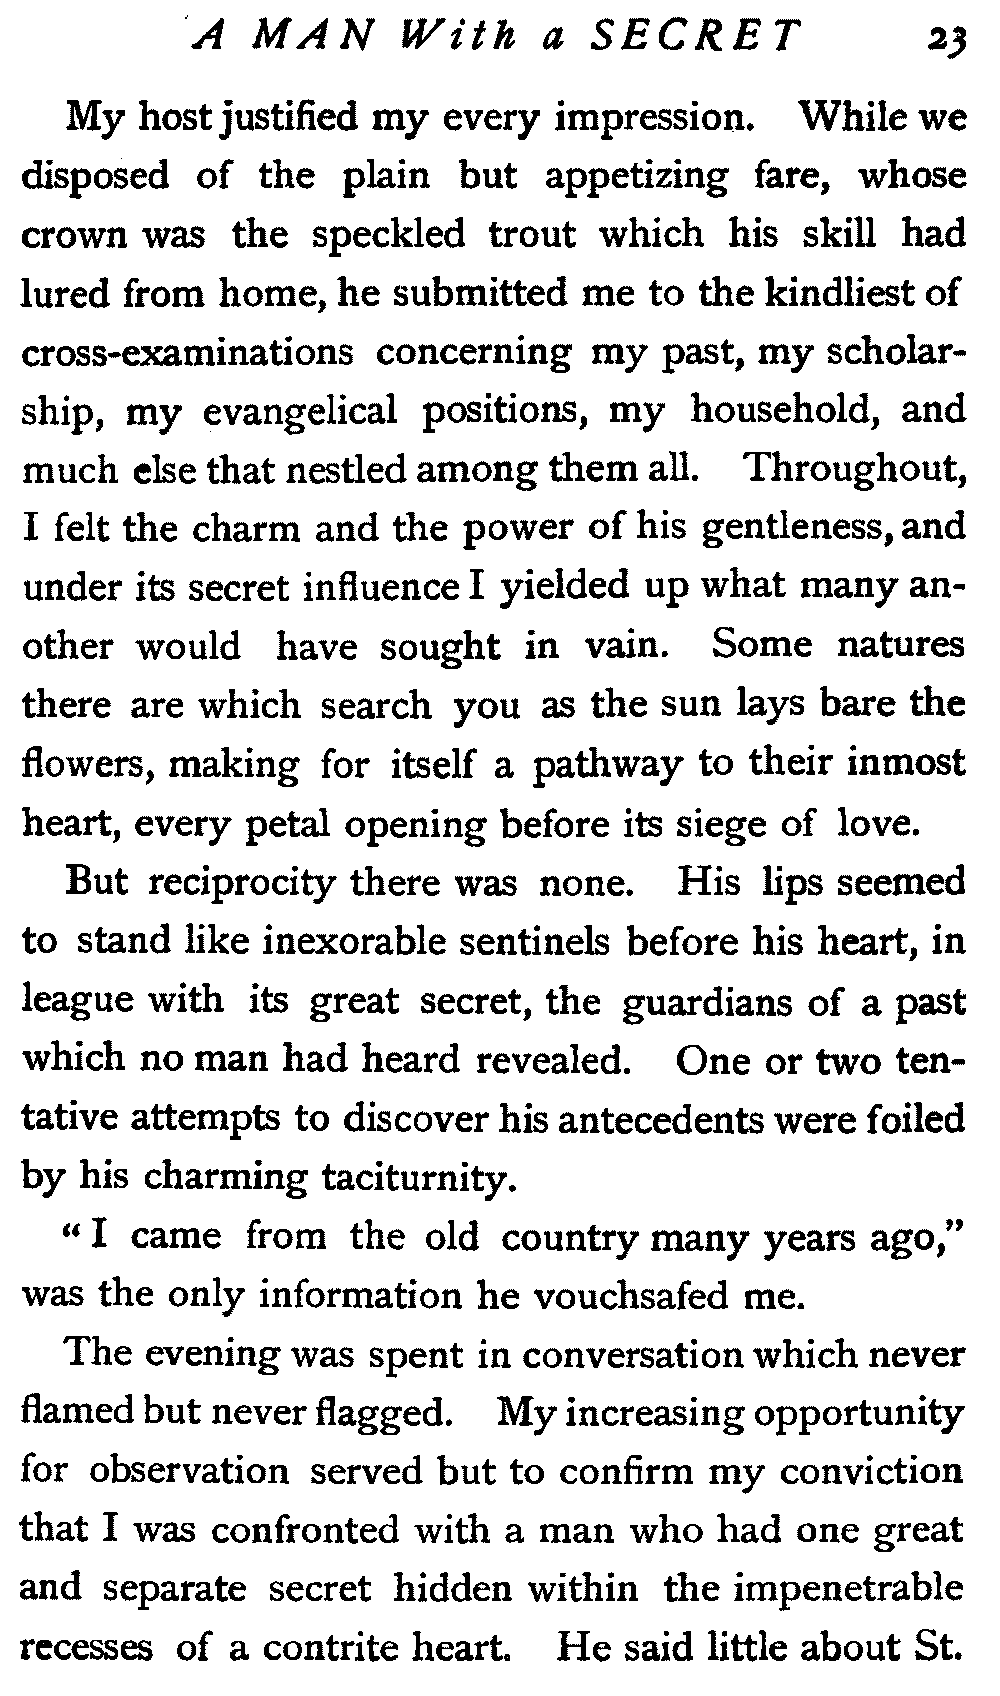 A MAN With a SECRET 23
My host justified my every impression. While we
disposed of the plain but appetizing fare, whose
crown was the speckled trout which his skill had
lured from home, he submitted me to the kindliest of
cross-examinations concerning my past, my scholar-
ship, my evangelical positions, my household, and
much else that nestled among them all. Throughout,
I felt the charm and the power of his gentleness, and
under its secret influence I yielded up what many an-
other would have sought in vain. Some natures
there are which search you as the sun lays bare the
flowers, making for itself a pathway to their inmost
heart, every petal opening before its siege of love.
But reciprocity there was none. His lips seemed
to stand like inexorable sentinels before his heart, in
league with its great secret, the guardians of a past
which no man had heard revealed. One or two ten-
tative attempts to discover his antecedents were foiled
by his charming taciturnity.
“I came from the old country many years ago,”
was the only information he vouchsafed me.
The evening was spent in conversation which never
flamed but never flagged. My increasing opportunity
for observation served but to confirm my conviction
that I was confronted with a man who had one great
and separate secret hidden within the impenetrable
recesses of a contrite heart. He said little about St.